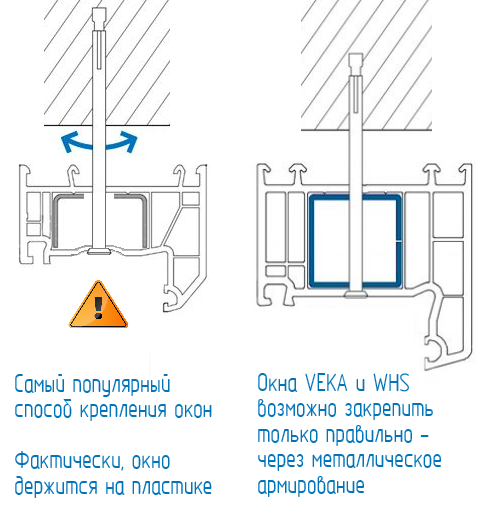 Самый популярный
способ крепления окон
Фактически, окно
держится на пластике
Окна VEKA и WHS
возможно закрепить
только правильно –
через металлическое
армирование